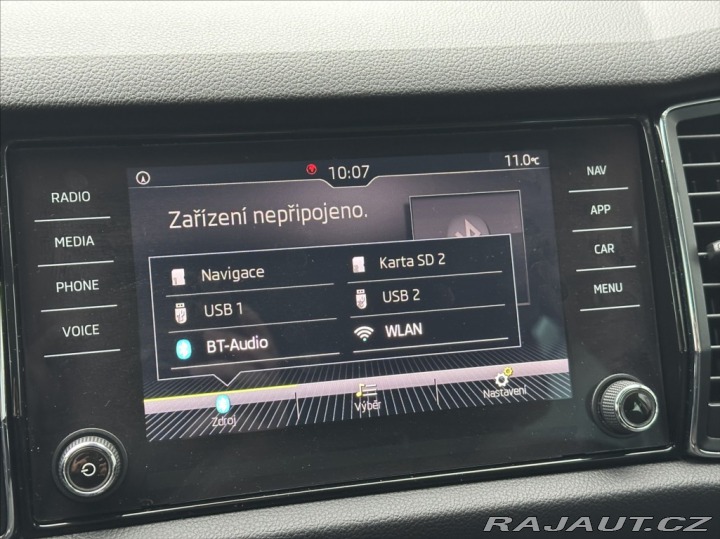 10:07
11.0°C
Zařízení nepřipojeno.
RADIO
MEDIA
PHONE
VOICE
Navigace
Karta SD 2
USB 1
USB 2
BT-Audio
WLAN
Zdroj
Výběr
Nastavení
NAV
APP
CAR
MENU
RAJAUT.CZ